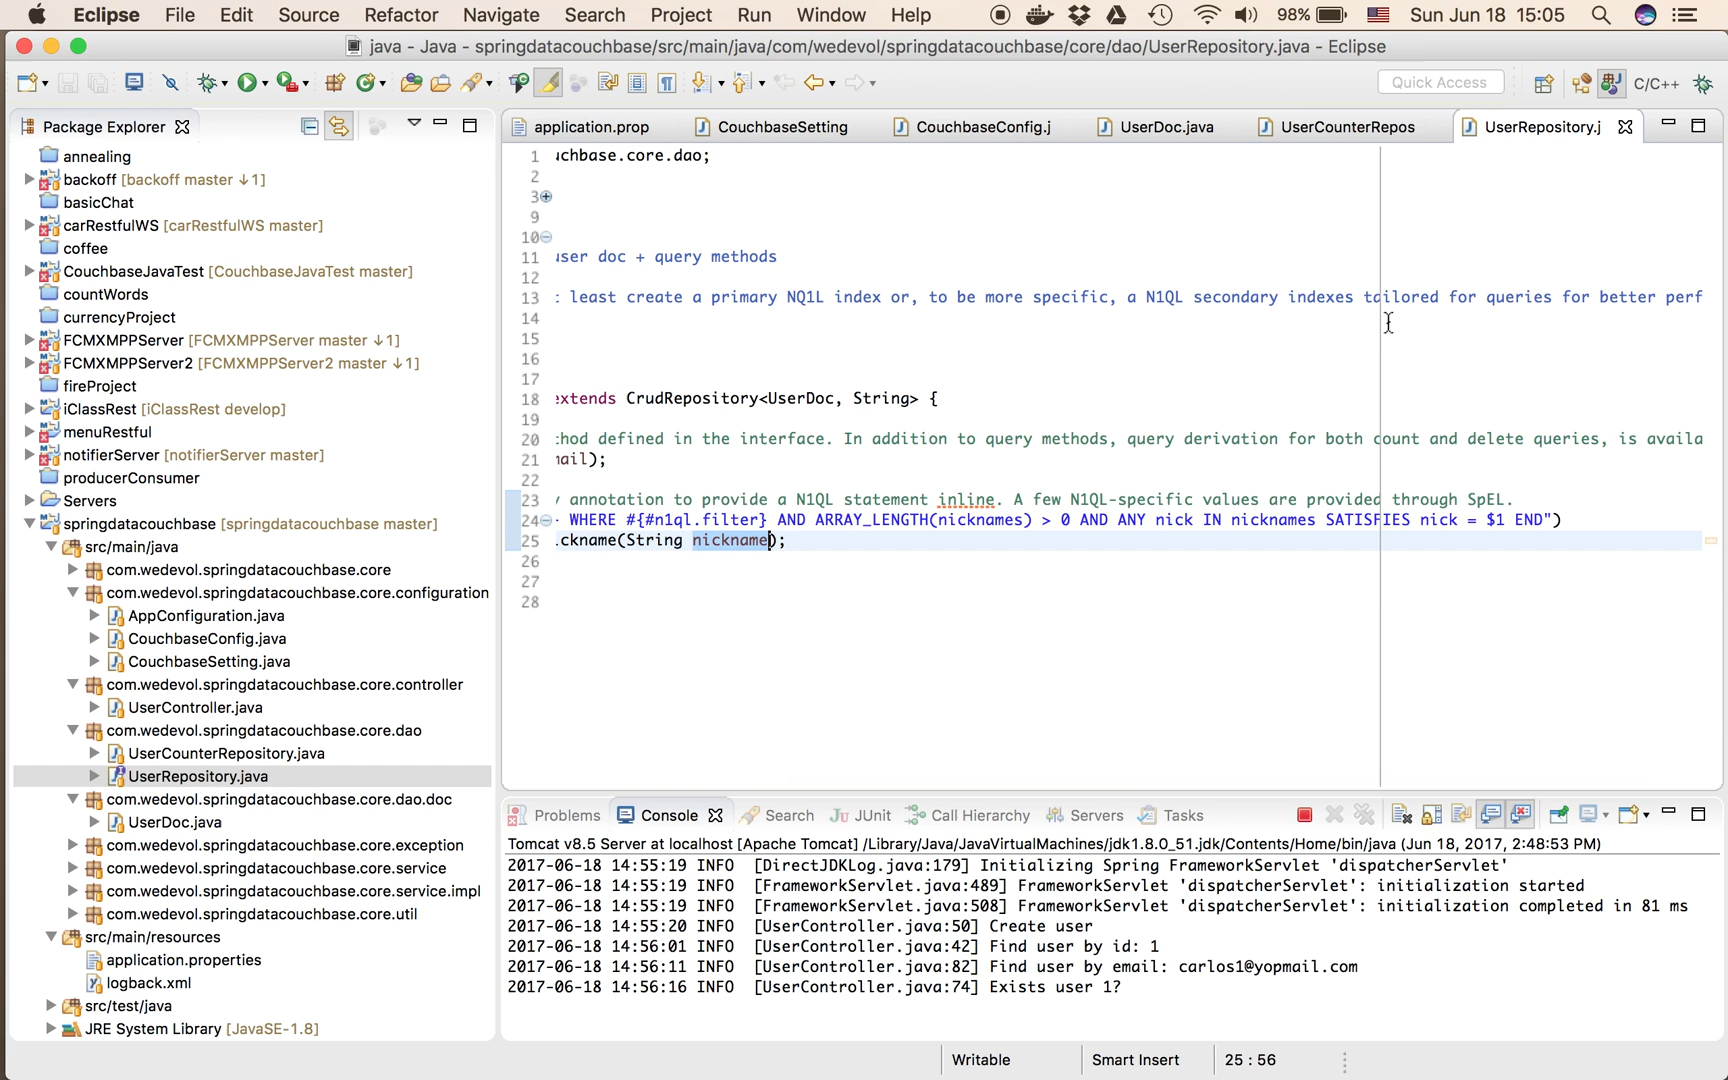 Eclipse File Edit Source Refactor Navigate Search Project Run Window Help 98% Sun Jun 18 15:05
java - Java - springdatacouchbase/src/main/java/com/wedevol/springdatacouchbase/core/dao/UserRepository.java - Eclipse
Quick Access C/C++
Package Explorer
annealing
backoff [backoff master ↓1]
basicChat
carRestfulWS [carRestfulWS master]
coffee
CouchbaseJavaTest [CouchbaseJavaTest master]
countWords
currencyProject
FCMXMPPServer [FCMXMPPServer master ↓1]
FCMXMPPServer2 [FCMXMPPServer2 master ↓1]
fireProject
iClassRest [iClassRest develop]
menuRestful
notifierServer [notifierServer master]
producerConsumer
Servers
springdatacouchbase [springdatacouchbase master]
src/main/java
com.wedevol.springdatacouchbase.core
com.wedevol.springdatacouchbase.core.configuration
AppConfiguration.java
CouchbaseConfig.java
CouchbaseSetting.java
com.wedevol.springdatacouchbase.core.controller
UserController.java
com.wedevol.springdatacouchbase.core.dao
UserCounterRepository.java
UserRepository.java
com.wedevol.springdatacouchbase.core.dao.doc
UserDoc.java
com.wedevol.springdatacouchbase.core.exception
com.wedevol.springdatacouchbase.core.service
com.wedevol.springdatacouchbase.core.service.impl
com.wedevol.springdatacouchbase.core.util
src/main/resources
application.properties
logback.xml
src/test/java
JRE System Library [JavaSE-1.8]
application.prop CouchbaseSetting CouchbaseConfig.j UserDoc.java UserCounterRepos UserRepository.j
1 uchbase.core.dao;
2
3
9
10
11 user doc + query methods
12
13 : least create a primary NQ1L index or, to be more specific, a N1QL secondary indexes tailored for queries for better perf
14
15
16
17
18 extends CrudRepository<UserDoc, String> {
19
20 thod defined in the interface. In addition to query methods, query derivation for both count and delete queries, is availa
21 nail);
22
23 y annotation to provide a N1QL statement inline. A few N1QL-specific values are provided through SpEL.
24 WHERE #{#n1ql.filter} AND ARRAY_LENGTH(nicknames) > 0 AND ANY nick IN nicknames SATISFIES nick = $1 END")
25 ickname(String nickname);
26
27
28
Problems Console Search JUnit Call Hierarchy Servers Tasks
Tomcat v8.5 Server at localhost [Apache Tomcat] /Library/Java/JavaVirtualMachines/jdk1.8.0_51.jdk/Contents/Home/bin/java (Jun 18, 2017, 2:48:53 PM)
2017-06-18 14:55:19 INFO [DirectJDKLog.java:179] Initializing Spring FrameworkServlet 'dispatcherServlet'
2017-06-18 14:55:19 INFO [FrameworkServlet.java:489] FrameworkServlet 'dispatcherServlet': initialization started
2017-06-18 14:55:19 INFO [FrameworkServlet.java:508] FrameworkServlet 'dispatcherServlet': initialization completed in 81 ms
2017-06-18 14:55:20 INFO [UserController.java:50] Create user
2017-06-18 14:56:01 INFO [UserController.java:42] Find user by id: 1
2017-06-18 14:56:11 INFO [UserController.java:82] Find user by email: carlos1@yopmail.com
2017-06-18 14:56:16 INFO [UserController.java:74] Exists user 1?
Writable Smart Insert 25 : 56